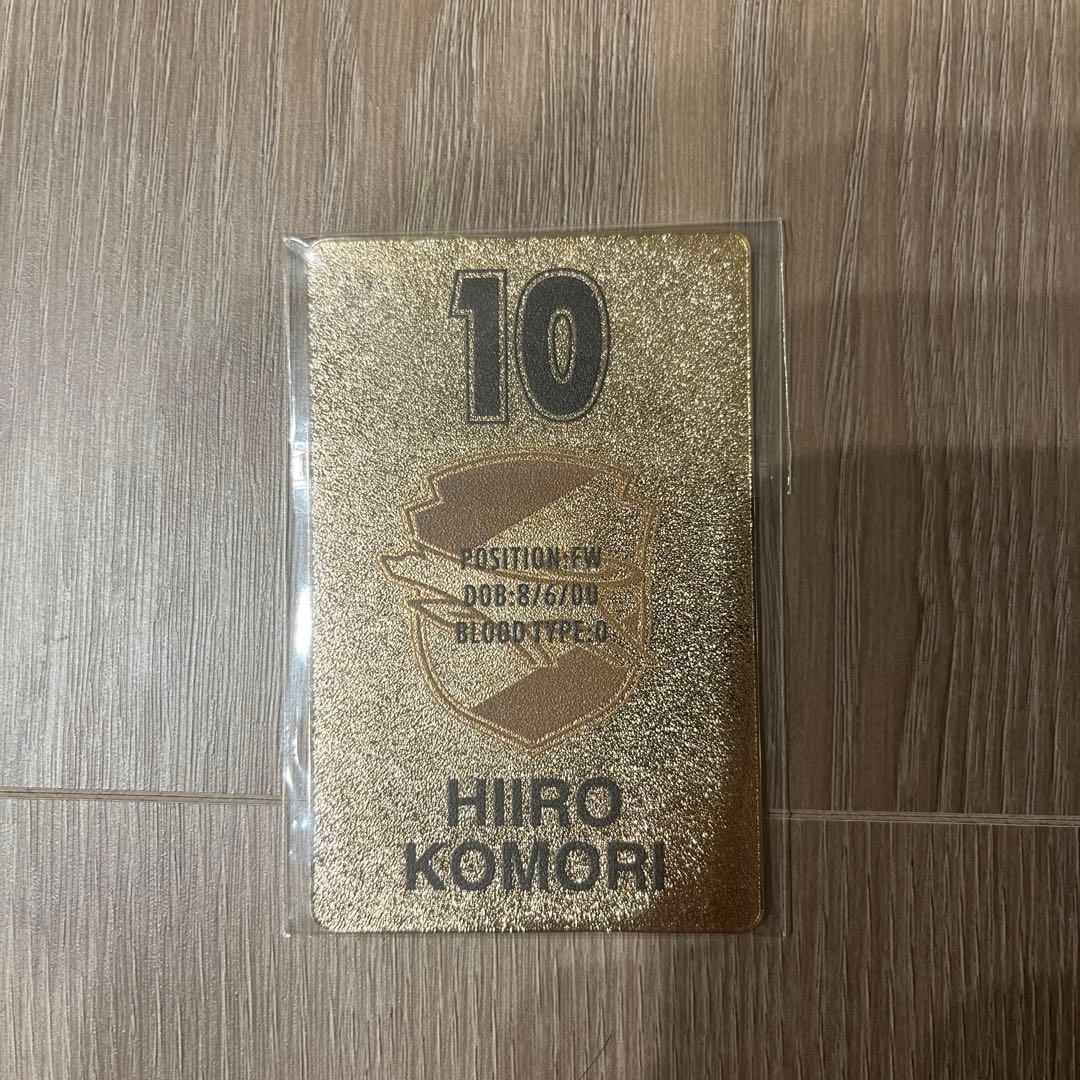 10
POSITION:FW
DOB:8/6/00
BLOOD TYPE:O
HIIRO
KOMORI